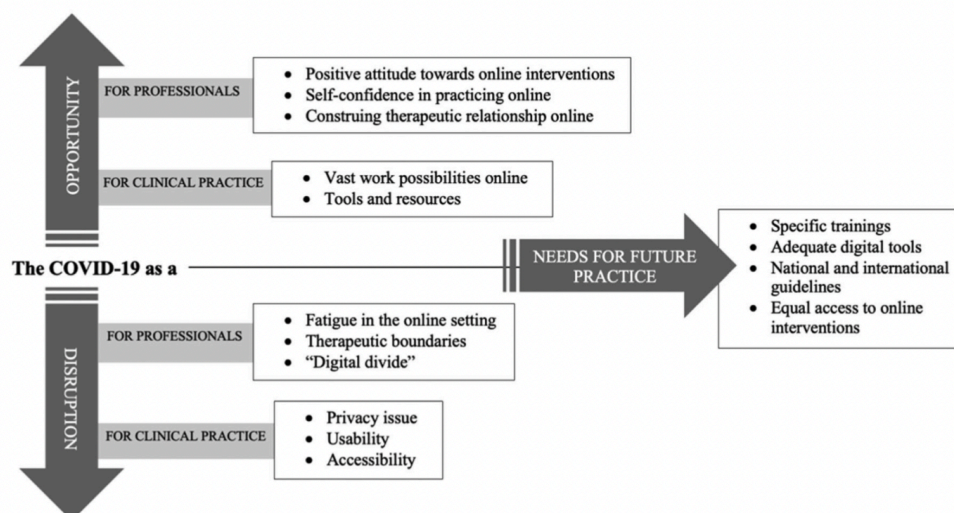 OPPORTUNITY
FOR PROFESSIONALS
• Positive attitude towards online interventions
• Self-confidence in practicing online
• Construing therapeutic relationship online
FOR CLINICAL PRACTICE
• Vast work possibilities online
• Tools and resources
The COVID-19 as a
NEEDS FOR FUTURE
PRACTICE
• Specific trainings
• Adequate digital tools
• National and international
guidelines
• Equal access to online
interventions
DISRUPTION
FOR PROFESSIONALS
• Fatigue in the online setting
• Therapeutic boundaries
• “Digital divide”
FOR CLINICAL PRACTICE
• Privacy issue
• Usability
• Accessibility